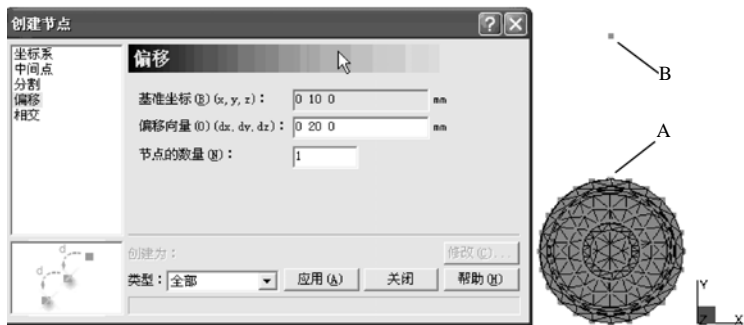 创建节点
坐标系
中间点
分割
偏移
相交
偏移
基准坐标(B)(x,y,z): 0 10 0 mm
偏移向量(O)(dx,dy,dz): 0 20 0 mm
节点的数量(N): 1
创建为:
修改(C)...
类型: 全部 应用(A) 关闭 帮助(H)
d
d
B
A
Y
Z X